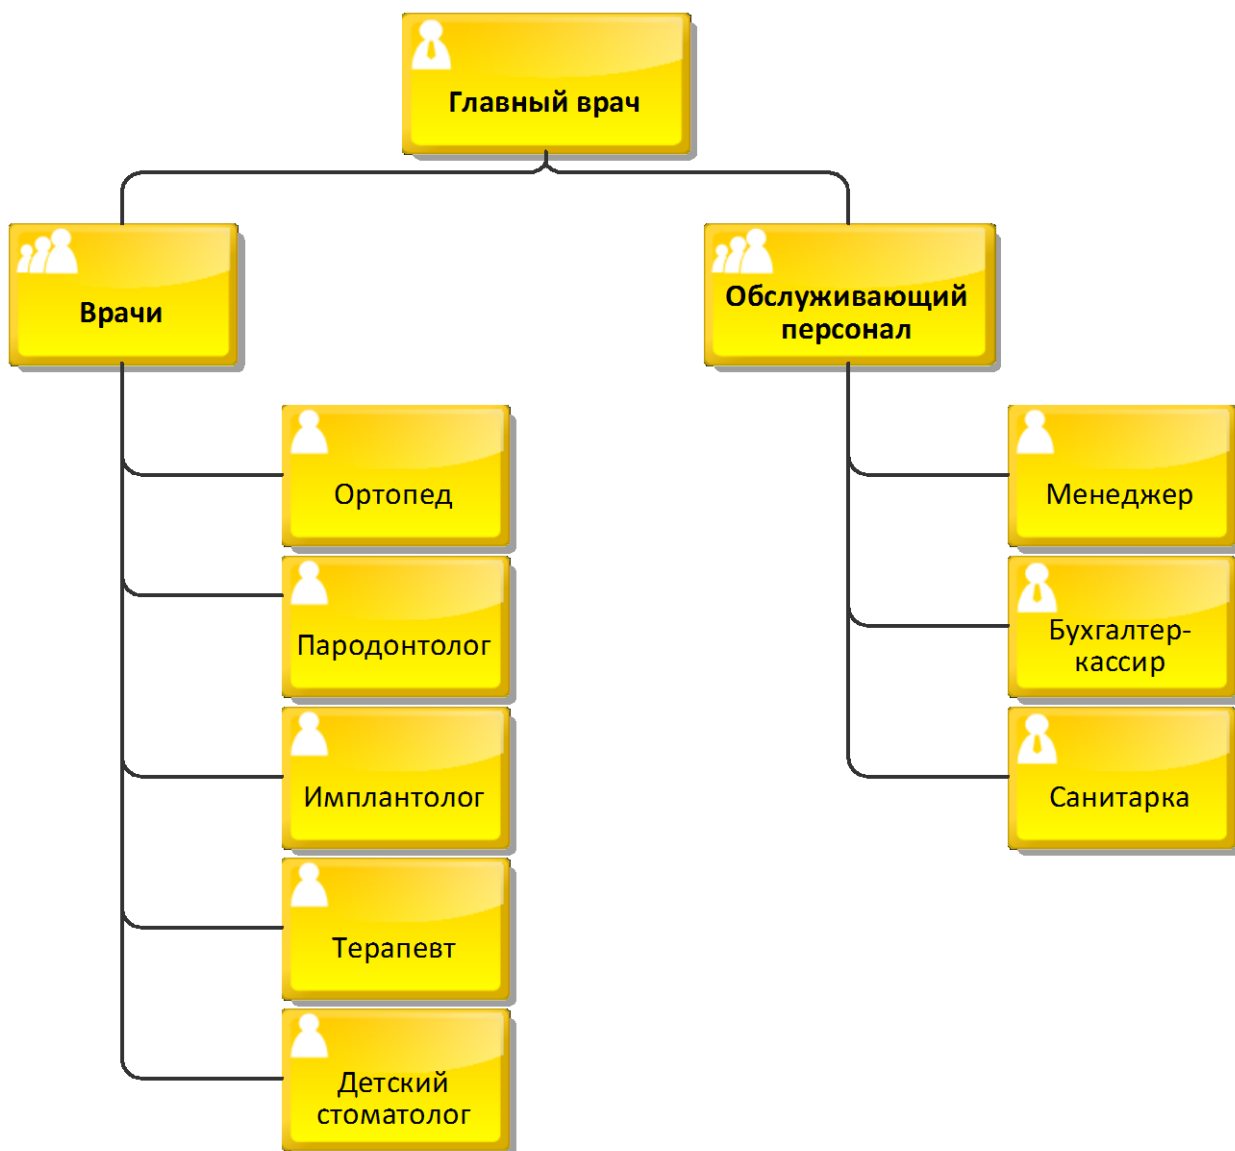 Главный врач
Врачи
Обслуживающий
персонал
Ортопед
Пародонтолог
Имплантолог
Терапевт
Детский
стоматолог
Менеджер
Бухгалтер-
кассир
Санитарка